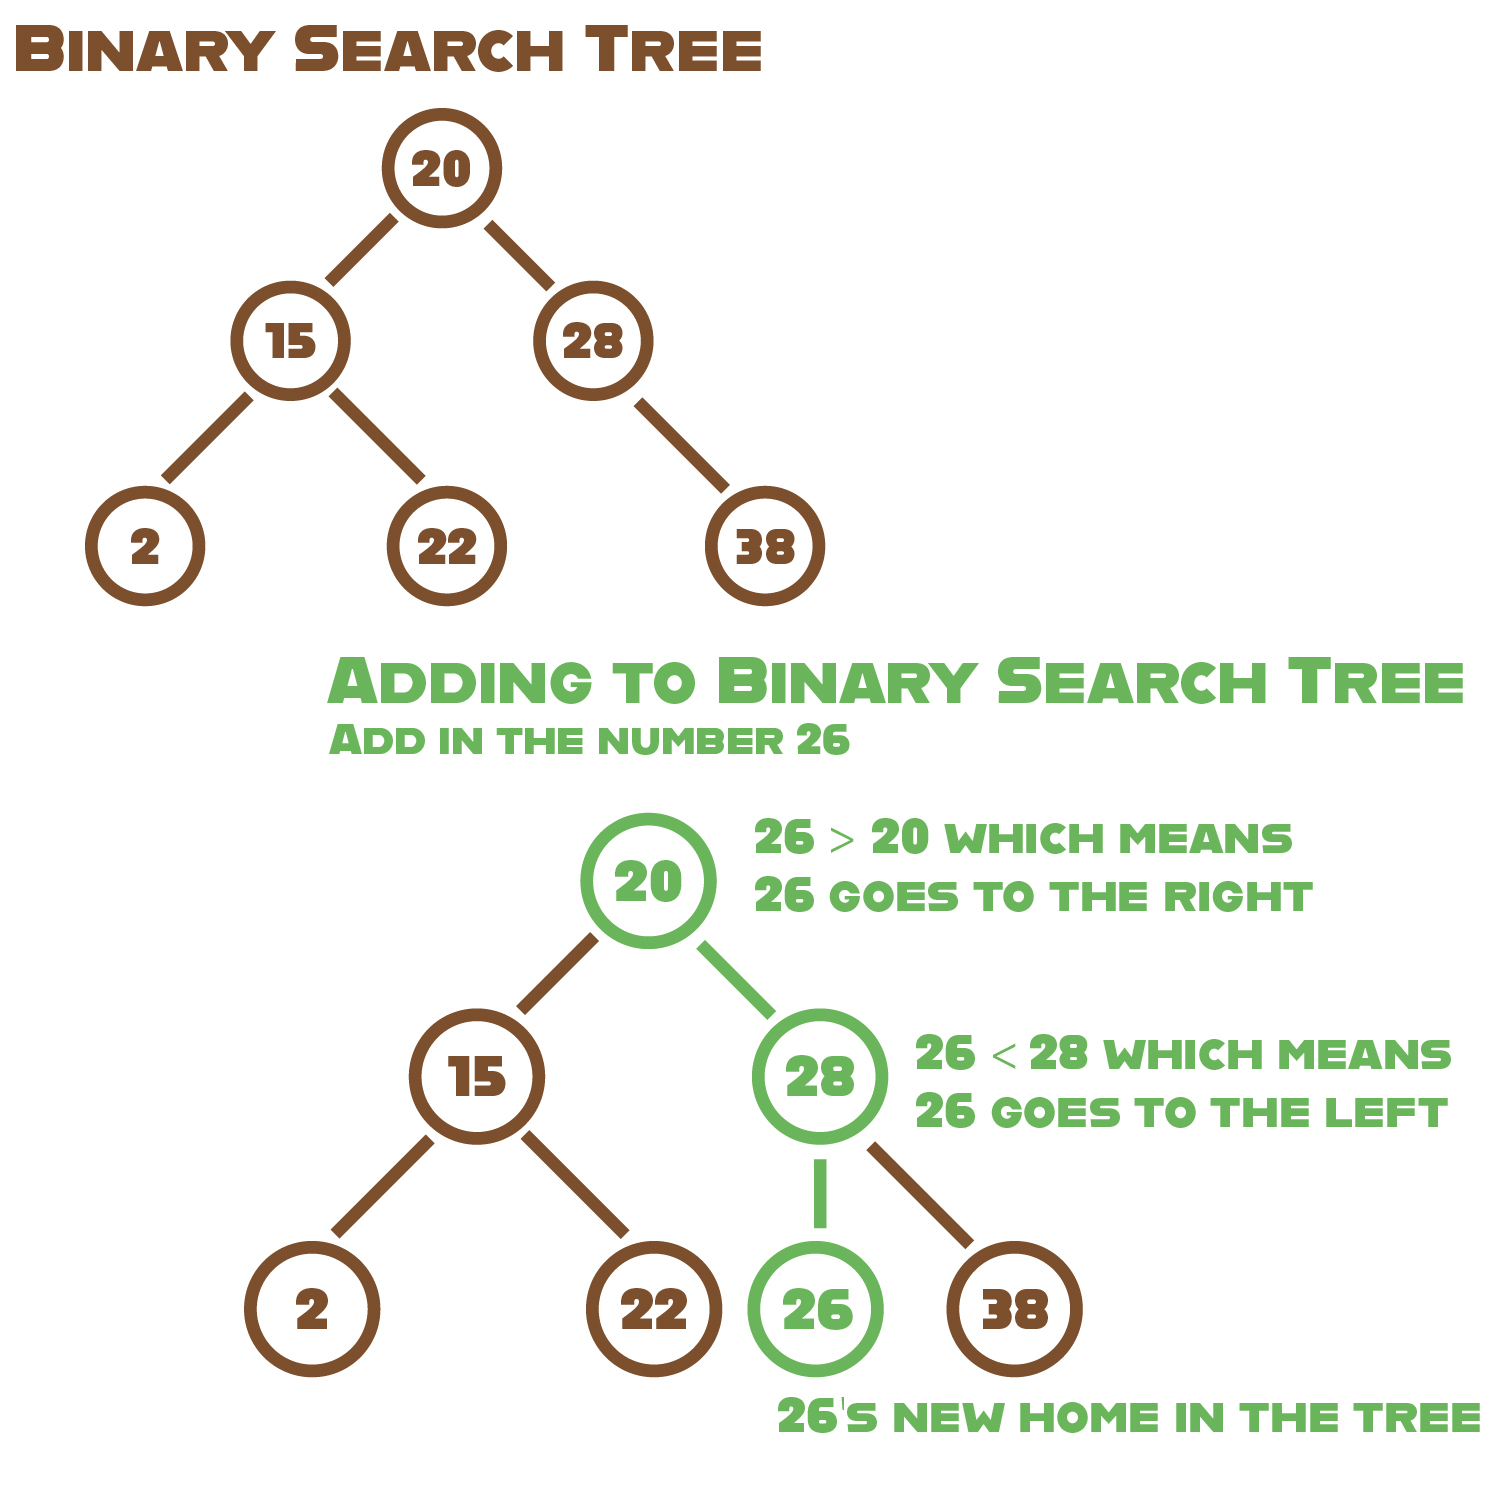 Binary Search Tree
20
15
28
2
22
38
Adding to Binary Search Tree
Add in the number 26
20
26 > 20 which means
26 goes to the right
15
28
26 < 28 which means
26 goes to the left
2
22
26
38
26's new home in the tree